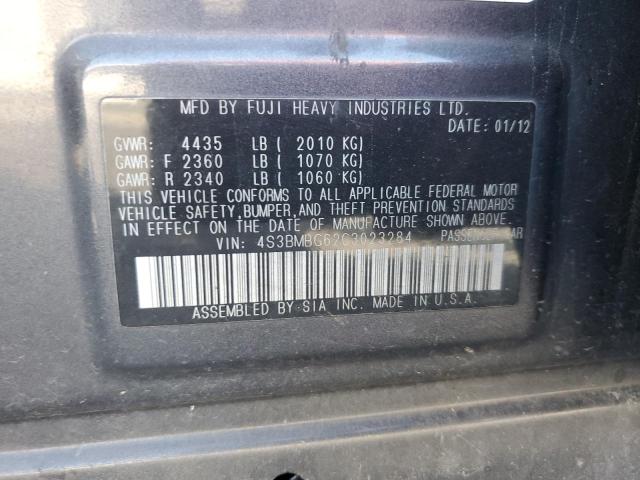 MFD BY FUJI HEAVY INDUSTRIES LTD.
DATE: 01/12
GVWR: 4435 LB ( 2010 KG)
GAWR: F 2360 LB ( 1070 KG)
GAWR: R 2340 LB ( 1060 KG)
THIS VEHICLE CONFORMS TO ALL APPLICABLE FEDERAL MOTOR
VEHICLE SAFETY, BUMPER, AND THEFT PREVENTION STANDARDS
IN EFFECT ON THE DATE OF MANUFACTURE SHOWN ABOVE.
VIN: 4S3BMBG62C3023284 PASSENGER CAR
ASSEMBLED BY SIA INC. MADE IN U.S.A.